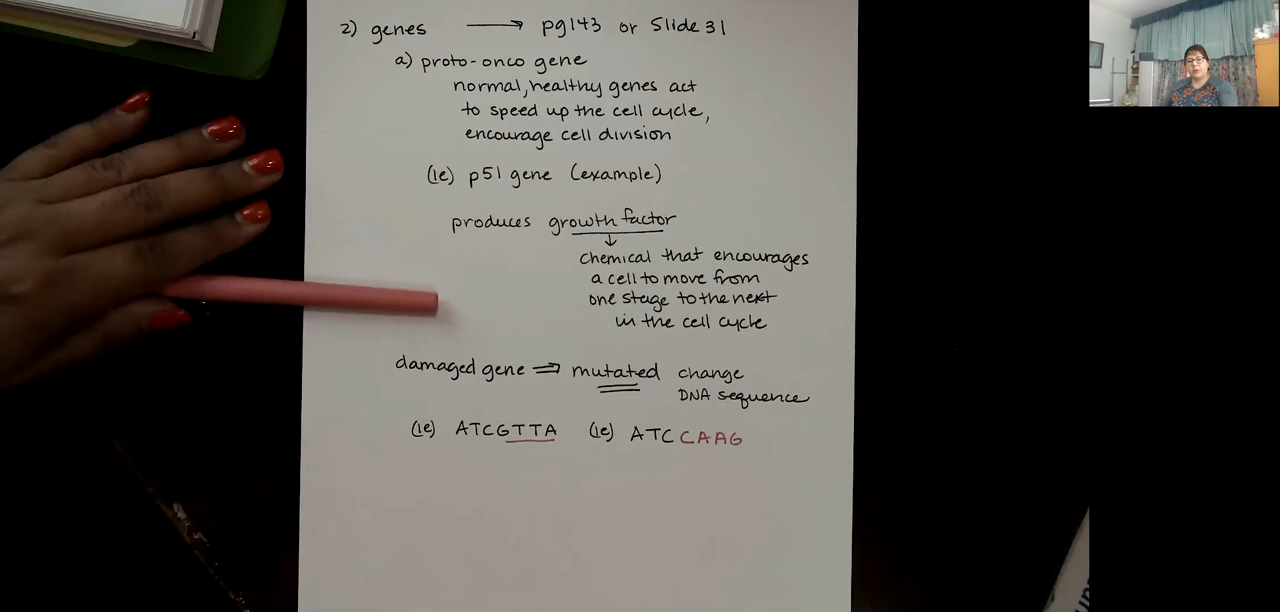 2) genes → pg143 or Slide 31
a) proto-onco gene
normal, healthy genes act
to speed up the cell cycle,
encourage cell division
(ie) p51 gene (example)
produces growth factor
↓
chemical that encourages
a cell to move from
one stage to the next
in the cell cycle
damaged gene ⇒ mutated change
DNA sequence
(ie) ATCGTTA (ie) ATCCAAG